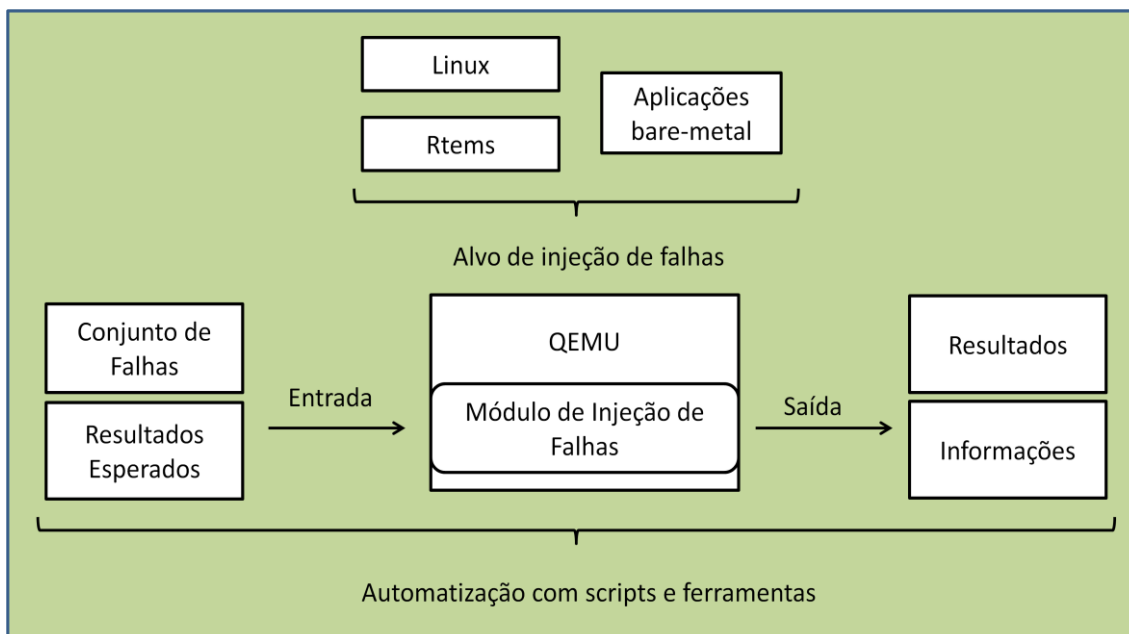 Linux
Rtems
Aplicações
bare-metal
Alvo de injeção de falhas
Conjunto de
Falhas
Resultados
Esperados
Entrada
QEMU
Módulo de Injeção de
Falhas
Saída
Resultados
Informações
Automatização com scripts e ferramentas